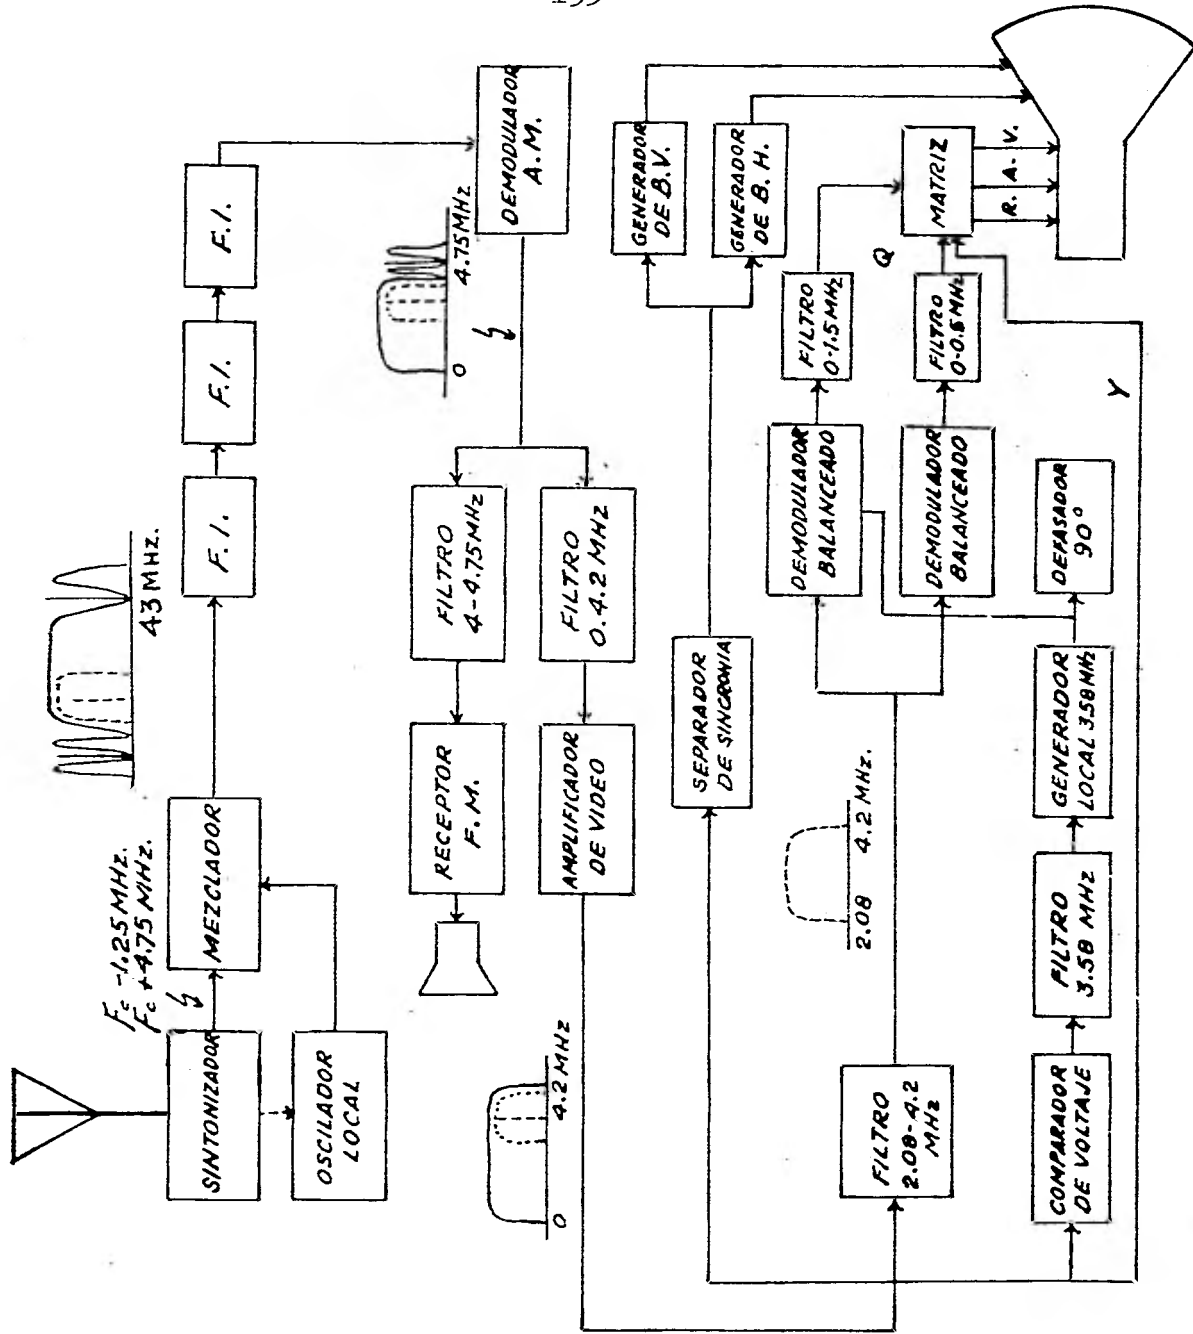 Fc -1.25 MHz.
Fc +4.75 MHz.
SINTONIZADOR
OSCILADOR
LOCAL
MEZCLADOR
43 MHz.
F.I.
F.I.
F.I.
DEMODULADOR
A.M.
0
4.75 MHz
FILTRO
4-4.75 MHz
RECEPTOR
F.M.
FILTRO
0.4.2 MHz
AMPLIFICADOR
DE VIDEO
0
4.2 MHz
SEPARADOR
DE SINCRONIA
GENERADOR
DE B.V.
GENERADOR
DE B.H.
FILTRO
2.08-4.2
MHz
2.08
4.2 MHz.
DEMODULADOR
BALANCEADO
FILTRO
0-1.5 MHz
DEMODULADOR
BALANCEADO
FILTRO
0-0.5 MHz
Q
MATRIZ
R. A. V.
COMPARADOR
DE VOLTAJE
FILTRO
3.58 MHz
GENERADOR
LOCAL 3.58 MHz
DEFASADOR
90°
Y